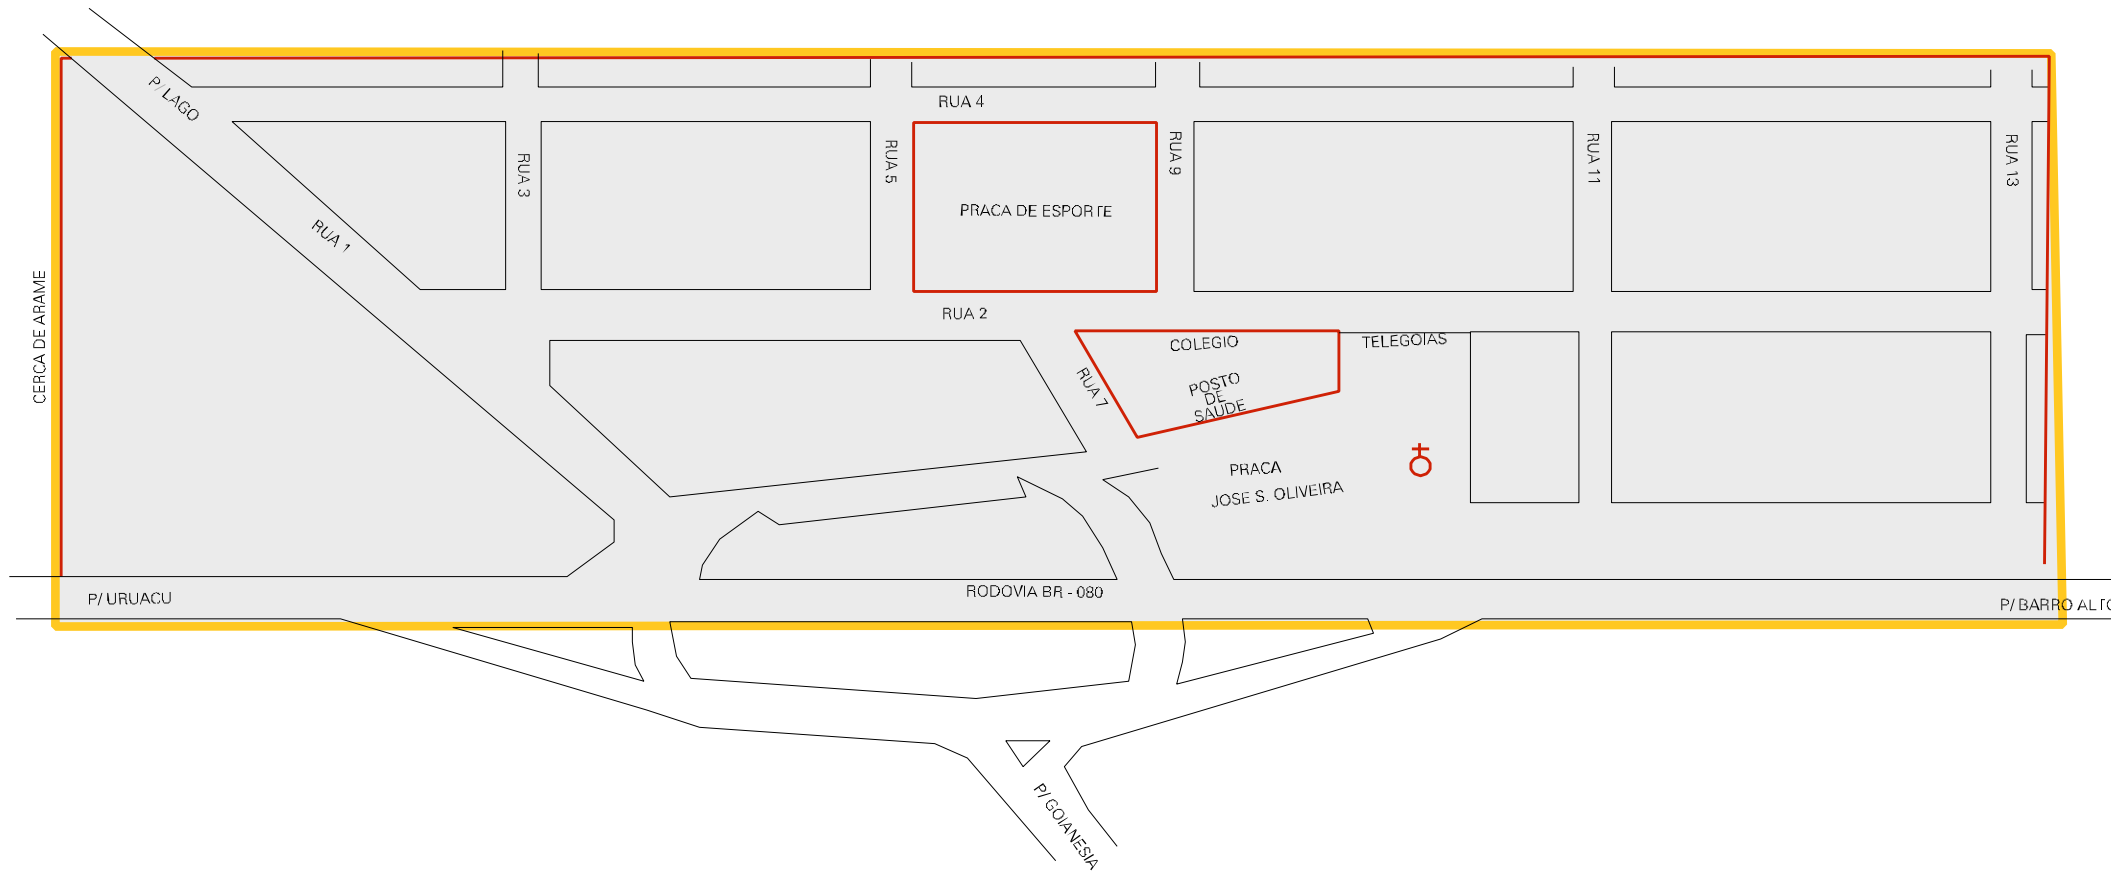 P/ LAGO
RUA 4
RUA 3
RUA 5
RUA 9
RUA 11
RUA 13
PRACA DE ESPORTE
RUA 1
CERCA DE ARAME
RUA 2
COLEGIO
TELEGOIAS
RUA 7
POSTO
DE
SAUDE
PRACA
JOSE S. OLIVEIRA
RODOVIA BR - 080
P/ URUACU
P/ BARRO ALTO
P/ GOIANESIA